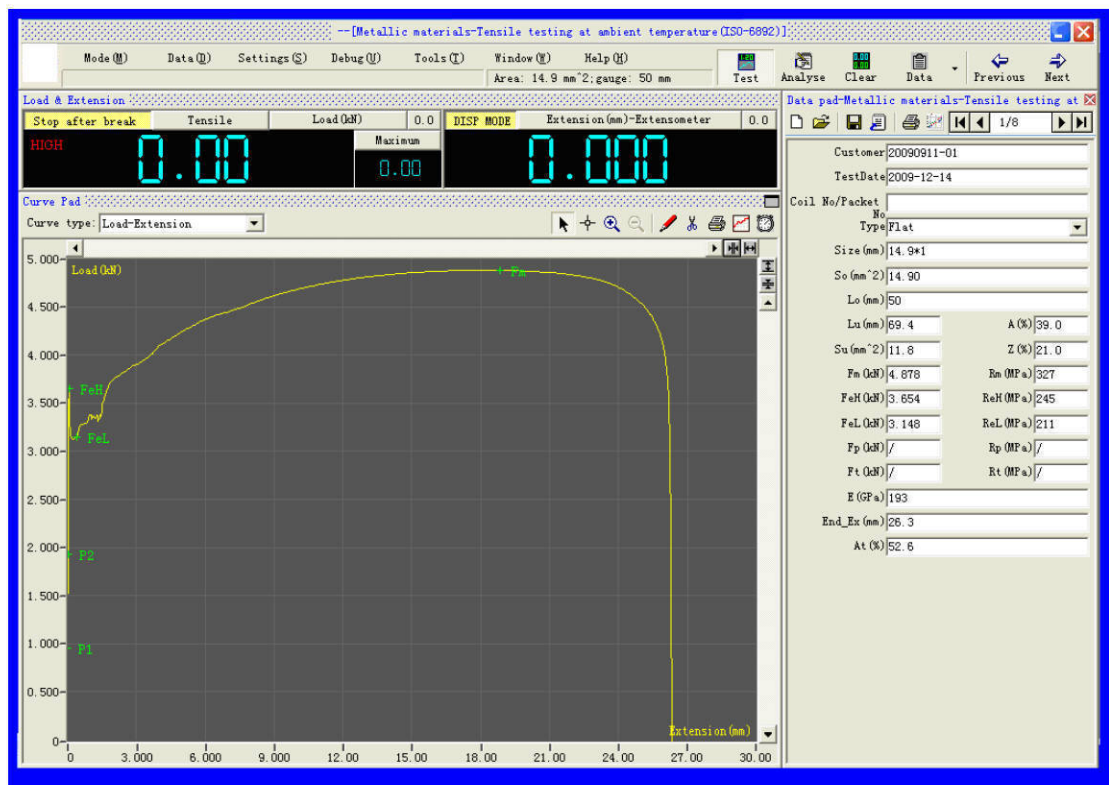 --[Metallic materials-Tensile testing at ambient temperature(ISO-6892)]
Mode(M) Data(D) Settings(S) Debug(U) Tools(T) Window(W) Help(H)
Area: 14.9 mm^2;gauge: 50 mm
Test Analyse Clear Data Previous Next
Load & Extension
Stop after break Tensile Load(kN) 0.0 DISP MODE Extension(mm)-Extensometer 0.0
HIGH 0.00 Maximum 0.00 0.000
Curve Pad
Curve type: Load-Extension
Load(kN)
5.000
4.500
4.000
3.500
3.000
2.500
2.000
1.500
1.000
0.500
0
Fm
FeH
FeL
P2
P1
Extension(mm)
0 3.000 6.000 9.000 12.00 15.00 18.00 21.00 24.00 27.00 30.00
Data pad-Metallic materials-Tensile testing at
1/8
Customer 20090911-01
TestDate 2009-12-14
Coil No/Packet No
Type Flat
Size(mm) 14.9*1
So(mm^2) 14.90
Lo(mm) 50
Lu(mm) 69.4 A(%) 39.0
Su(mm^2) 11.8 Z(%) 21.0
Fm(kN) 4.878 Rm(MPa) 327
FeH(kN) 3.654 ReH(MPa) 245
FeL(kN) 3.148 ReL(MPa) 211
Fp(kN) / Rp(MPa) /
Ft(kN) / Rt(MPa) /
E(GPa) 193
End_Ex(mm) 26.3
At(%) 52.6